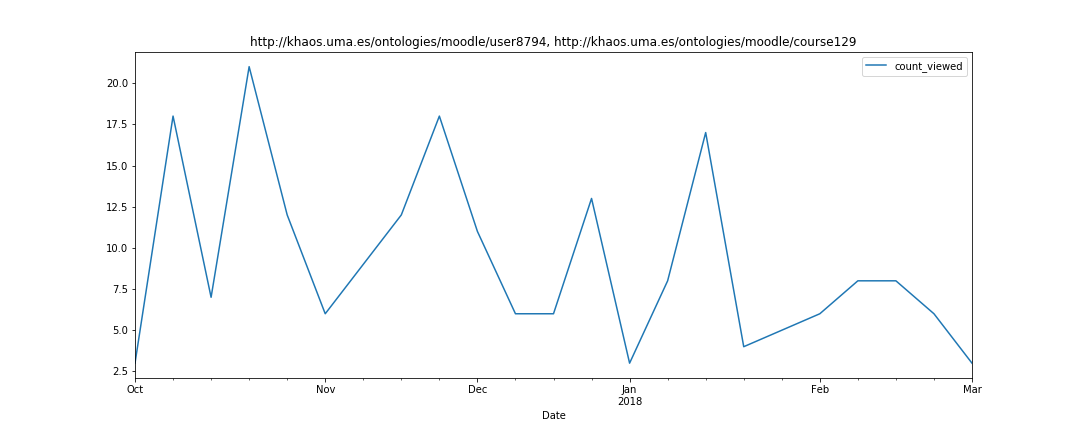 http://khaos.uma.es/ontologies/moodle/user8794, http://khaos.uma.es/ontologies/moodle/course129
count_viewed
20.0
17.5
15.0
12.5
10.0
7.5
5.0
2.5
Oct Nov Dec Jan Feb Mar
2018
Date